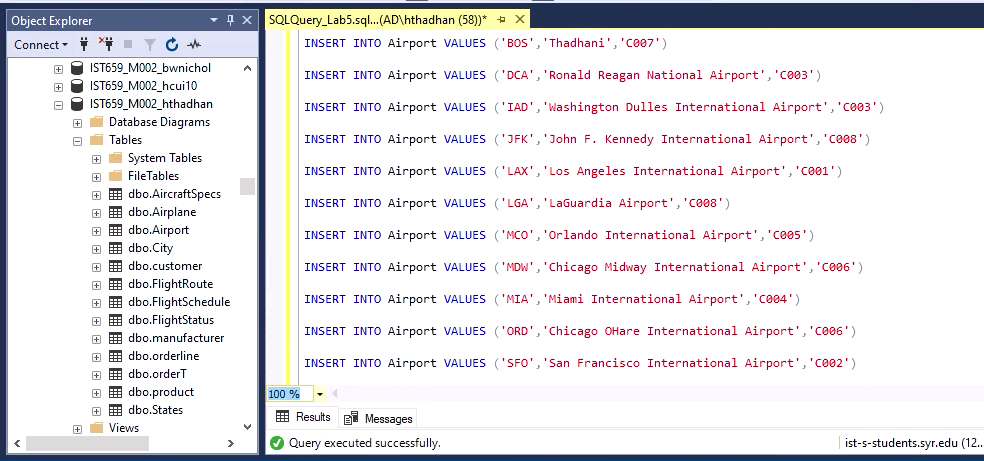 Object Explorer
Connect
IST659_M002_bwnichol
IST659_M002_hcui10
IST659_M002_hthadhan
Database Diagrams
Tables
System Tables
FileTables
dbo.AircraftSpecs
dbo.Airplane
dbo.Airport
dbo.City
dbo.customer
dbo.FlightRoute
dbo.FlightSchedule
dbo.FlightStatus
dbo.manufacturer
dbo.orderline
dbo.orderT
dbo.product
dbo.States
Views
SQLQuery_Lab5.sql...(AD\hthadhan (58))*
INSERT INTO Airport VALUES ('BOS','Thadhani','C007')
INSERT INTO Airport VALUES ('DCA','Ronald Reagan National Airport','C003')
INSERT INTO Airport VALUES ('IAD','Washington Dulles International Airport','C003')
INSERT INTO Airport VALUES ('JFK','John F. Kennedy International Airport','C008')
INSERT INTO Airport VALUES ('LAX','Los Angeles International Airport','C001')
INSERT INTO Airport VALUES ('LGA','LaGuardia Airport','C008')
INSERT INTO Airport VALUES ('MCO','Orlando International Airport','C005')
INSERT INTO Airport VALUES ('MDW','Chicago Midway International Airport','C006')
INSERT INTO Airport VALUES ('MIA','Miami International Airport','C004')
INSERT INTO Airport VALUES ('ORD','Chicago OHare International Airport','C006')
INSERT INTO Airport VALUES ('SFO','San Francisco International Airport','C002')
100 %
Results Messages
Query executed successfully. ist-s-students.syr.edu (12...